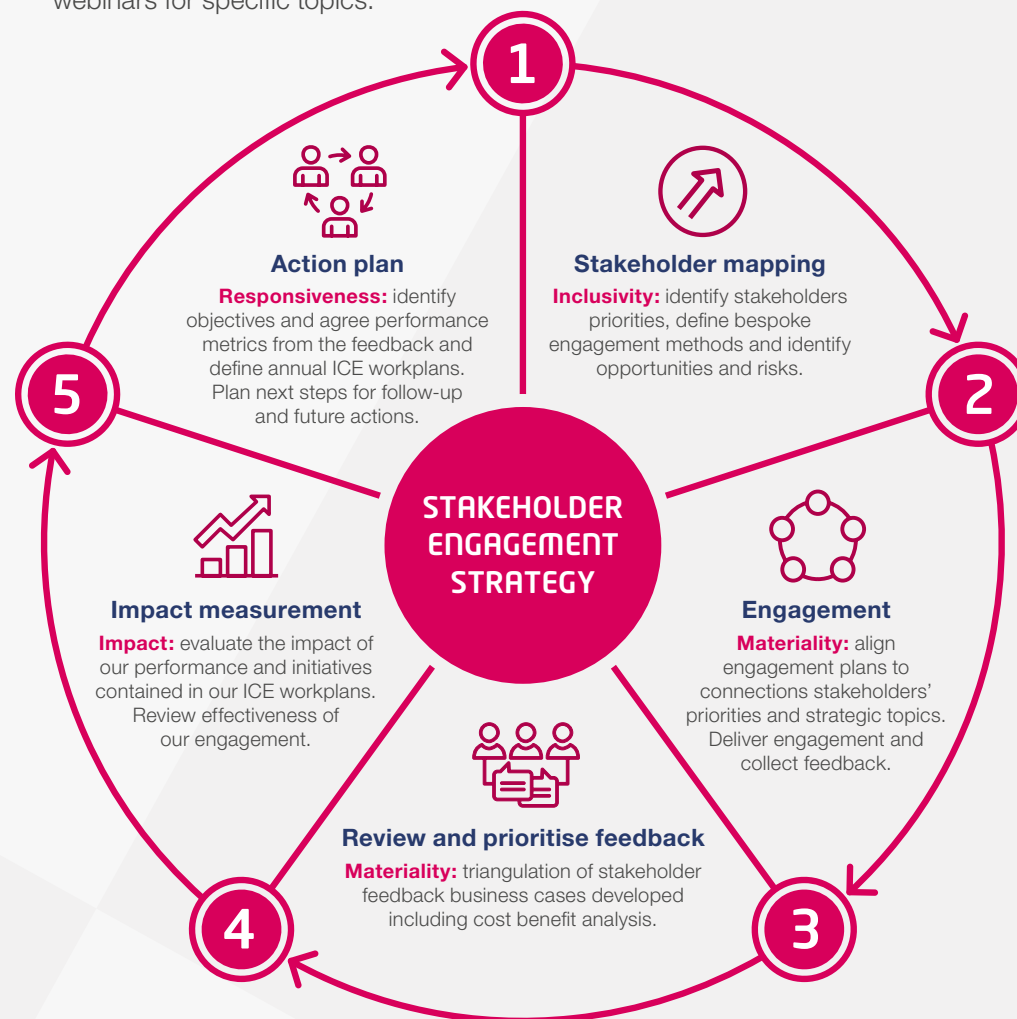 webinars for specific topics.
1
Stakeholder mapping
Inclusivity: identify stakeholders
priorities, define bespoke
engagement methods and identify
opportunities and risks.
2
Engagement
Materiality: align
engagement plans to
connections stakeholders’
priorities and strategic topics.
Deliver engagement and
collect feedback.
3
Review and prioritise feedback
Materiality: triangulation of stakeholder
feedback business cases developed
including cost benefit analysis.
4
Impact measurement
Impact: evaluate the impact of
our performance and initiatives
contained in our ICE workplans.
Review effectiveness of
our engagement.
5
Action plan
Responsiveness: identify
objectives and agree performance
metrics from the feedback and
define annual ICE workplans.
Plan next steps for follow-up
and future actions.
STAKEHOLDER
ENGAGEMENT
STRATEGY